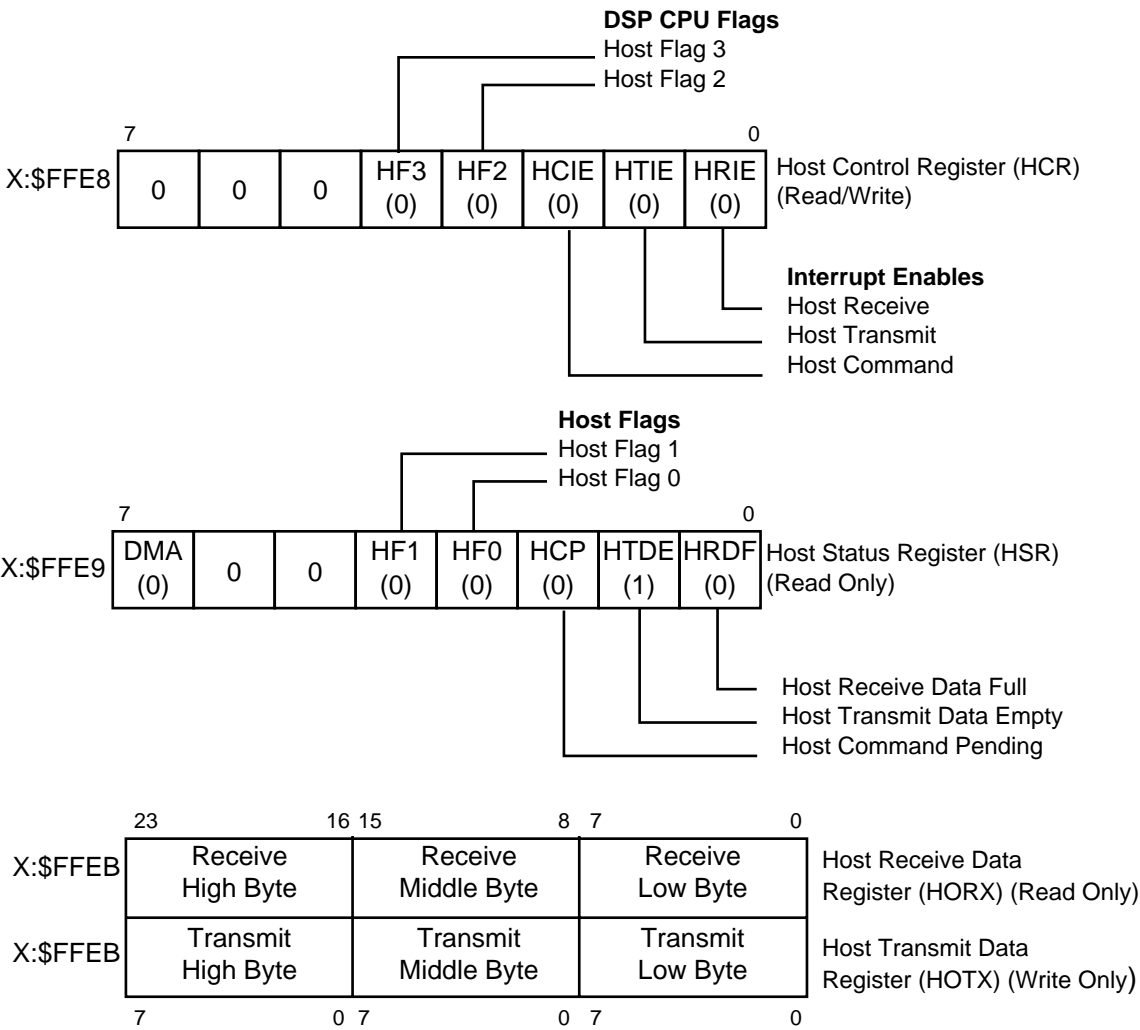 DSP CPU Flags
Host Flag 3
Host Flag 2
7 0
X:$FFE8 0 0 0 HF3 HF2 HCIE HTIE HRIE
(0) (0) (0) (0) (0)
Host Control Register (HCR)
(Read/Write)
Interrupt Enables
Host Receive
Host Transmit
Host Command
Host Flags
Host Flag 1
Host Flag 0
7 0
X:$FFE9 DMA 0 0 HF1 HF0 HCP HTDE HRDF
(0) (0) (0) (0) (1) (0)
Host Status Register (HSR)
(Read Only)
Host Receive Data Full
Host Transmit Data Empty
Host Command Pending
23 16 15 8 7 0
X:$FFEB
Receive
High Byte
Receive
Middle Byte
Receive
Low Byte
Host Receive Data
Register (HORX) (Read Only)
X:$FFEB
Transmit
High Byte
Transmit
Middle Byte
Transmit
Low Byte
Host Transmit Data
Register (HOTX) (Write Only)
7 0 7 0 7 0